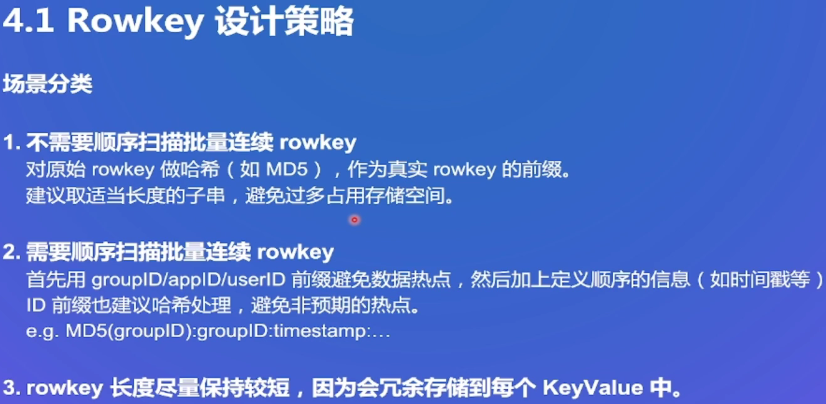 4.1 Rowkey 设计策略
场景分类
1. 不需要顺序扫描批量连续 rowkey
对原始 rowkey 做哈希（如 MD5），作为真实 rowkey 的前缀。
建议取适当长度的子串，避免过多占用存储空间。
2. 需要顺序扫描批量连续 rowkey
首先用 groupID/appID/userID 前缀避免数据热点，然后加上定义顺序的信息（如时间戳等）
ID 前缀也建议哈希处理，避免非预期的热点。
e.g. MD5(groupID):groupID:timestamp:…
3. rowkey 长度尽量保持较短，因为会冗余存储到每个 KeyValue 中。